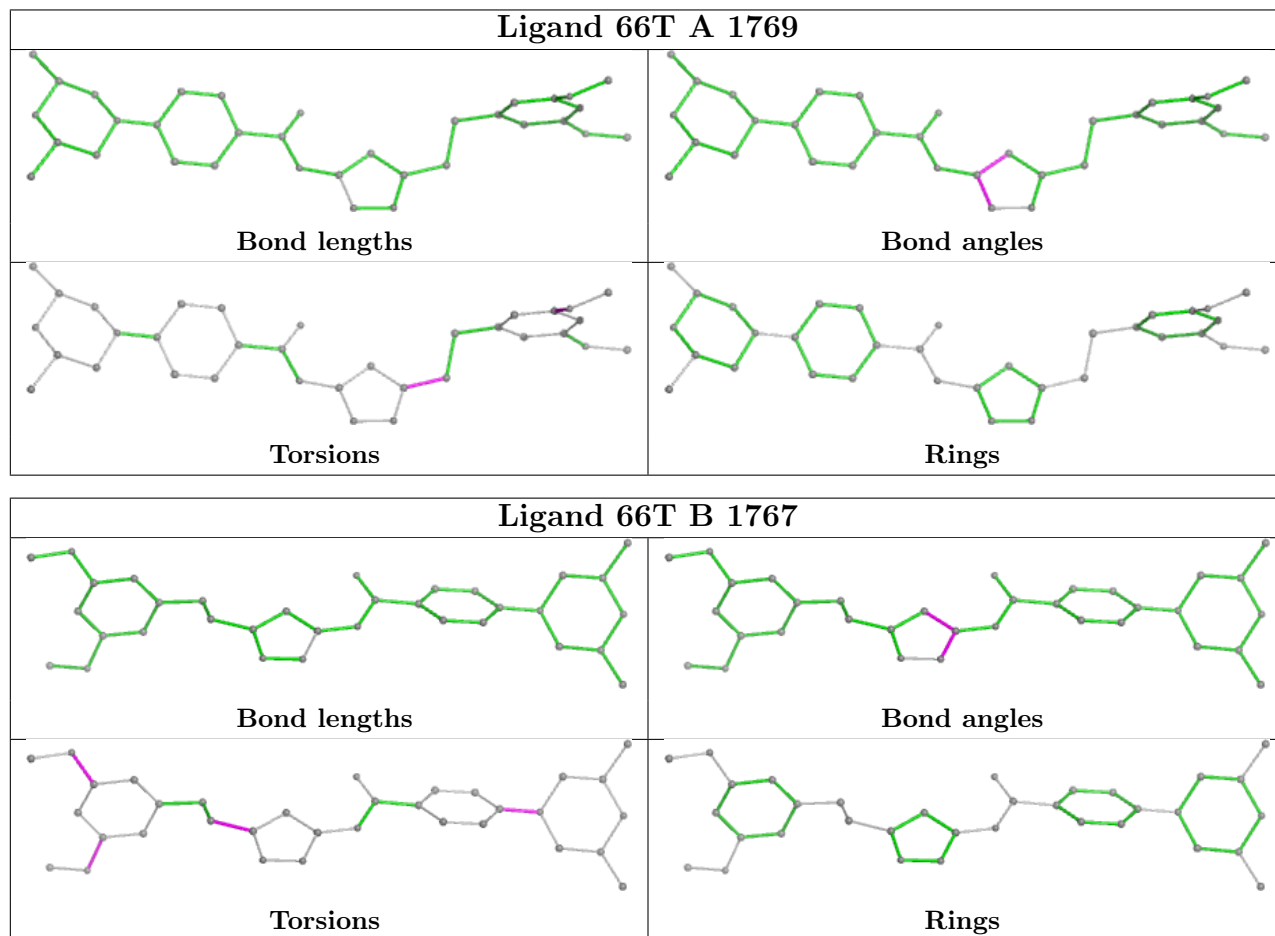 Ligand 66T A 1769
Bond lengths
Bond angles
Torsions
Rings
Ligand 66T B 1767
Bond lengths
Bond angles
Torsions
Rings